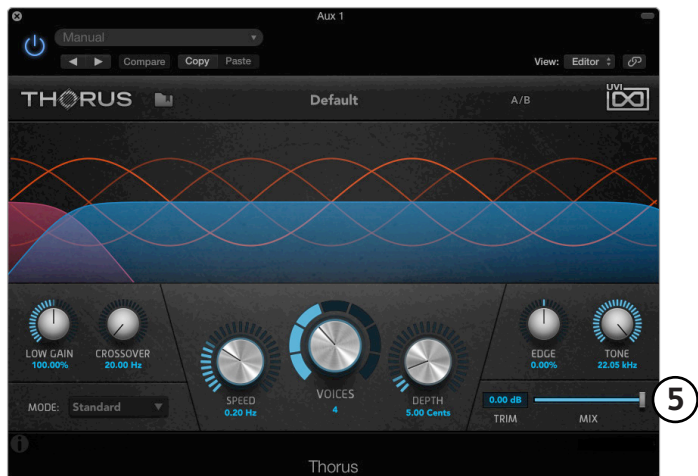 Aux 1
Manual
Compare Copy Paste
View: Editor
THORUS Default A/B UVI
LOW GAIN
100.00%
CROSSOVER
20.00 Hz
SPEED
0.20 Hz
VOICES
4
DEPTH
5.00 Cents
EDGE
0.00%
TONE
22.05 kHz
MODE: Standard
0.00 dB
TRIM MIX
5
Thorus